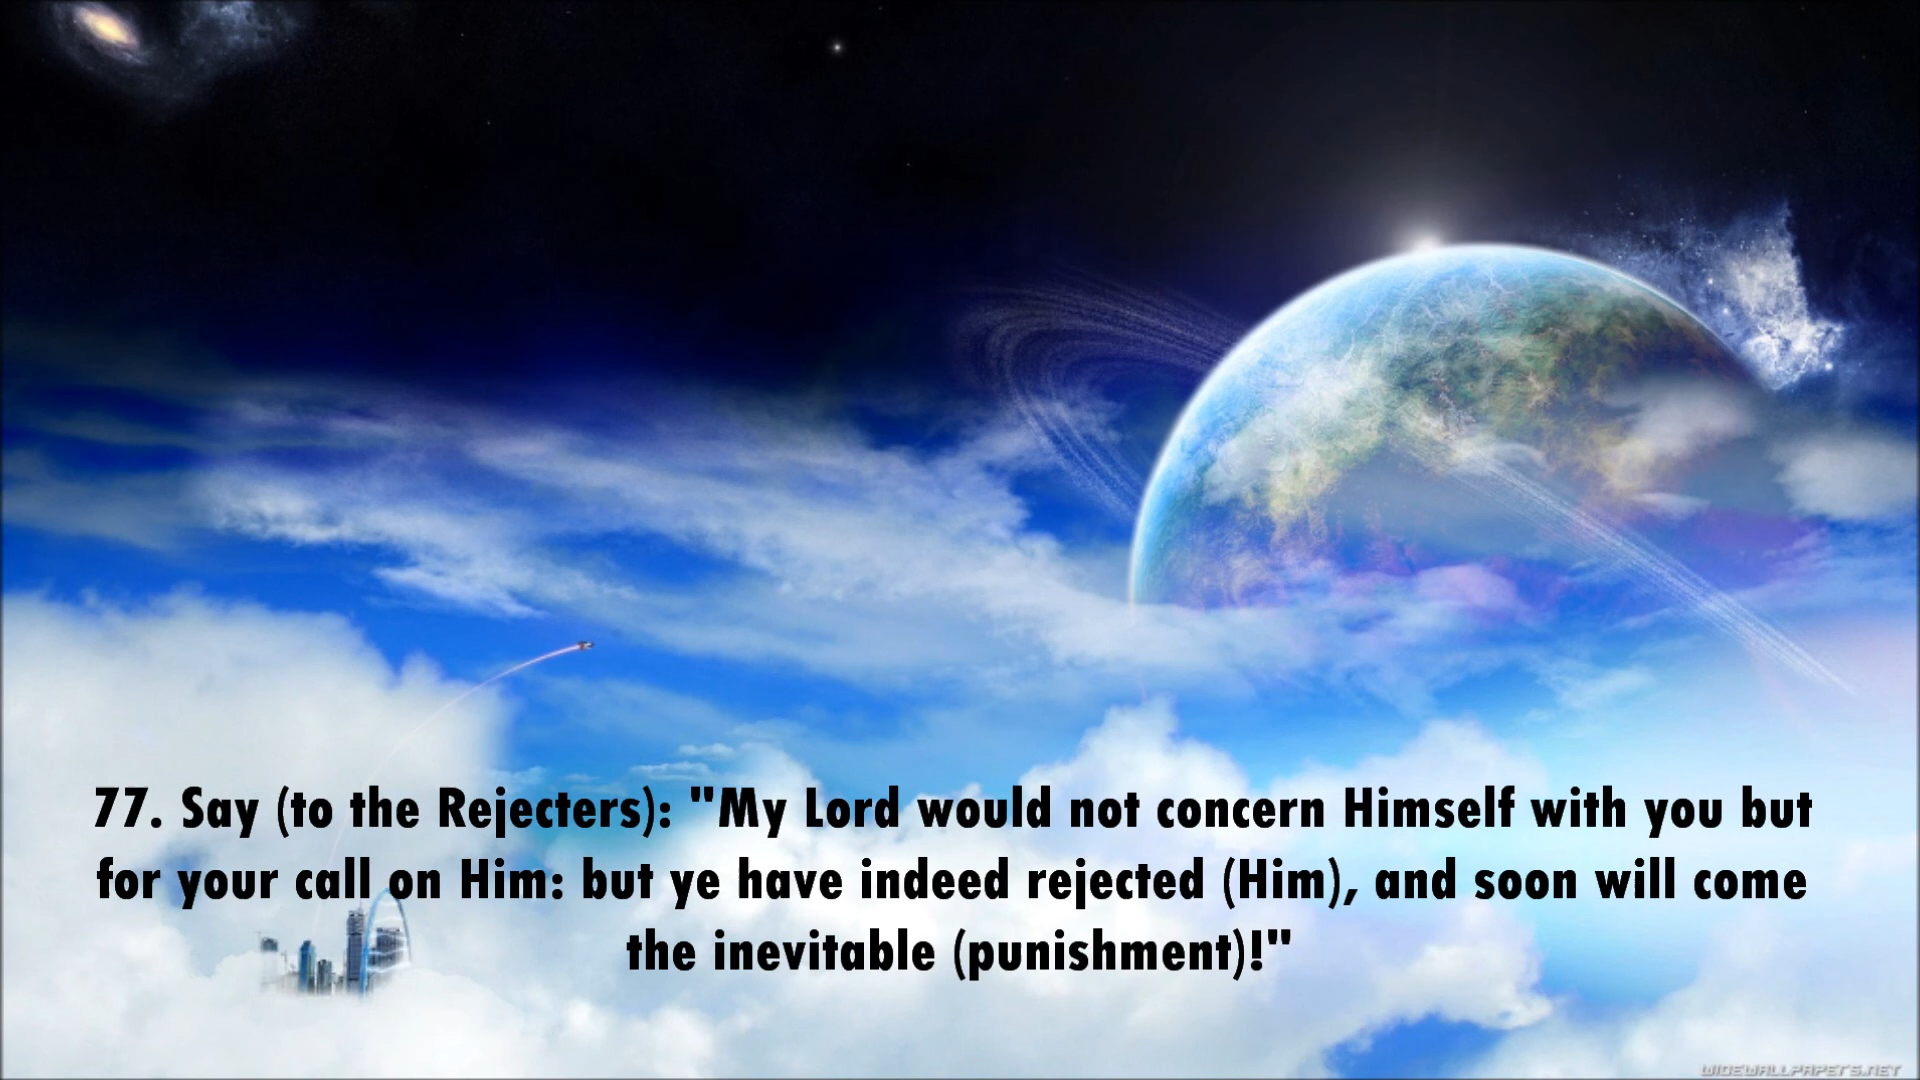 77. Say (to the Rejecters): "My Lord would not concern Himself with you but
for your call on Him: but ye have indeed rejected (Him), and soon will come
the inevitable (punishment)!"
WIDEWALLPAPERS.NET